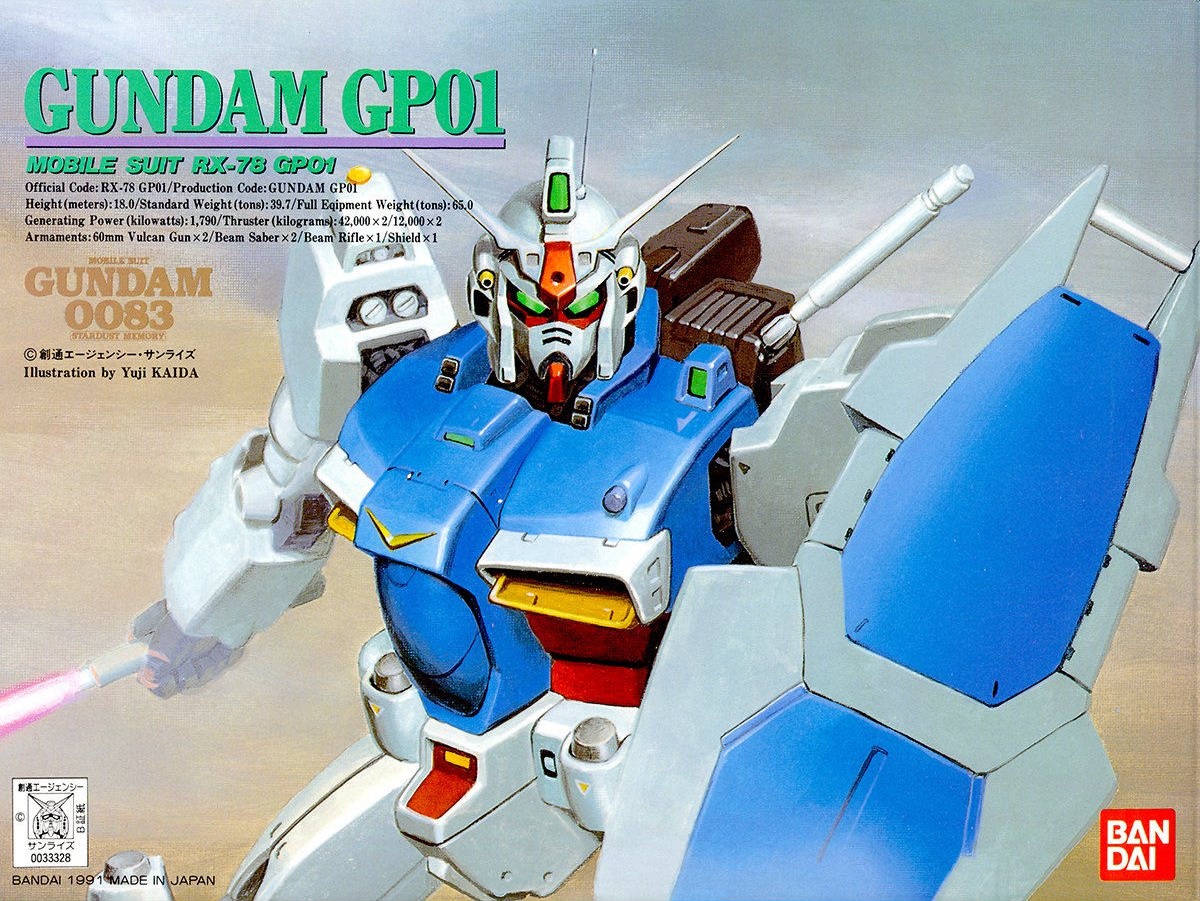 GUNDAM GP01
MOBILE SUIT RX-78 GP01
Official Code: RX-78 GP01/Production Code: GUNDAM GP01
Height (meters): 18.0/Standard Weight (tons): 39.7/Full Eqipment Weight (tons): 65.0
Generating Power (kilowatts): 1,790/Thruster (kilograms): 42,000×2/12,000×2
Armaments: 60mm Vulcan Gun×2/Beam Saber×2/Beam Rifle×1/Shield×1
MOBILE SUIT
GUNDAM
0083
STARDUST MEMORY
©創通エージェンシー・サンライズ
Illustration by Yuji KAIDA
創通エージェンシー
©
B証紙
サンライズ
0033328
BANDAI 1991 MADE IN JAPAN
BAN
DAI